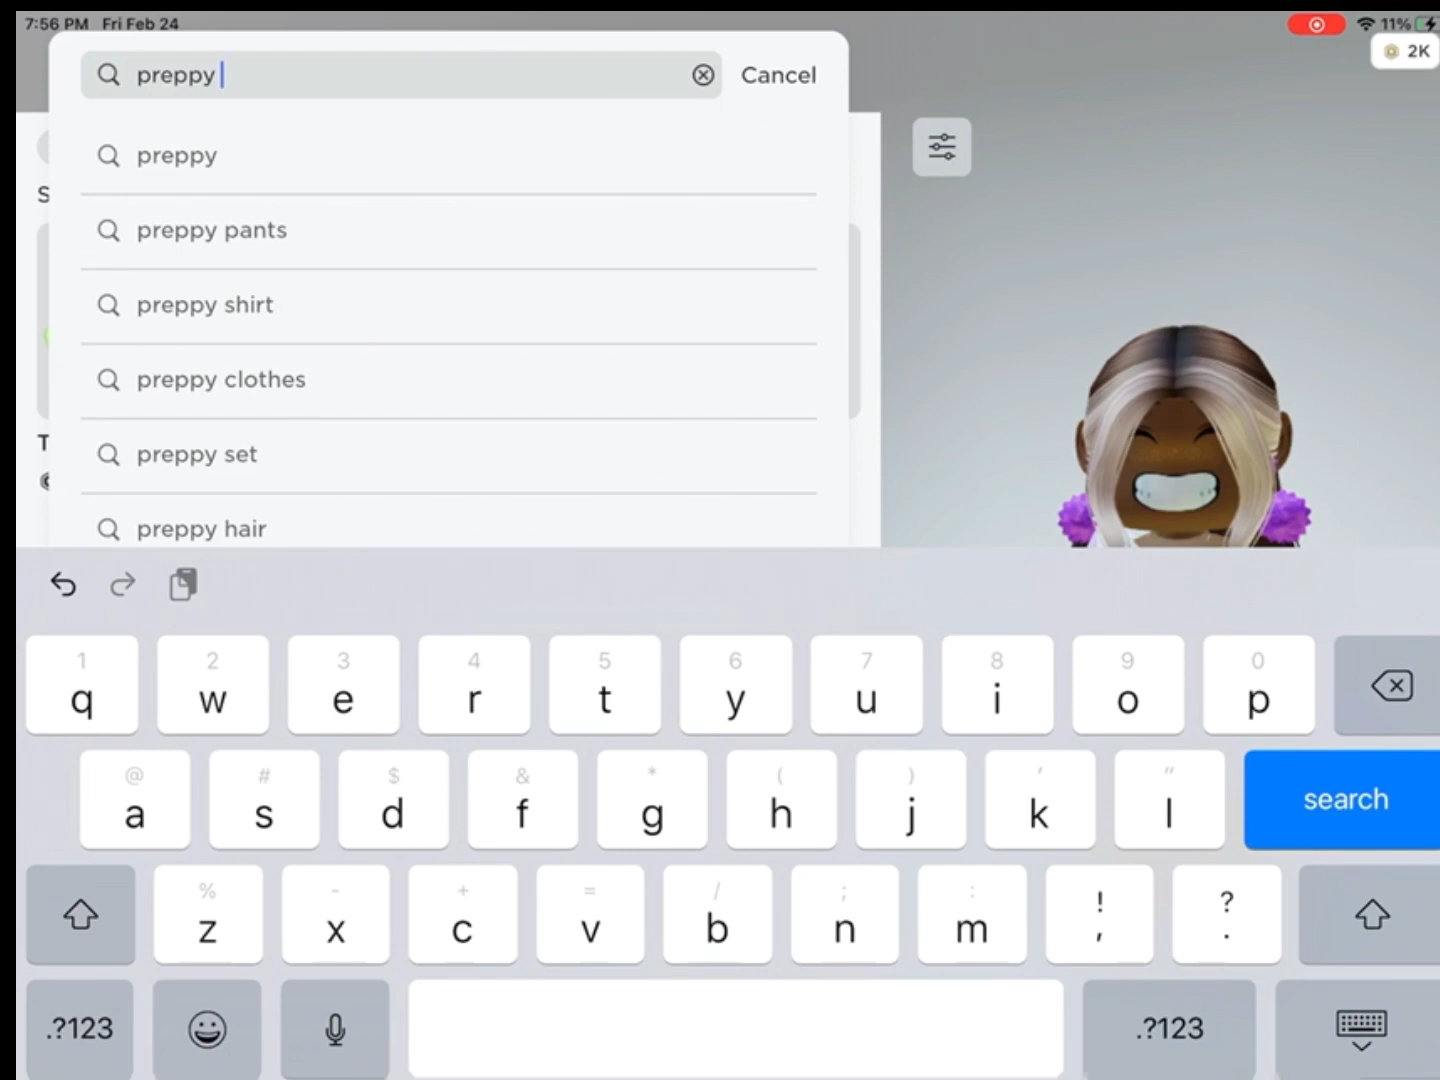 7:56 PM Fri Feb 24
11%
2K
preppy
Cancel
preppy
preppy pants
preppy shirt
preppy clothes
preppy set
preppy hair
S
T
1 2 3 4 5 6 7 8 9 0
q w e r t y u i o p
@ # $ & * ( ) ' "
a s d f g h j k l search
% - + = / ; : ! ?
z x c v b n m , .
.?123 .?123